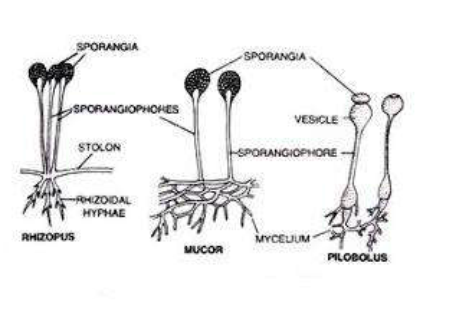 SPORANGIA
SPORANGIOPHORES
STOLON
RHIZOIDAL
HYPHAE
RHIZOPUS
SPORANGIA
VESICLE
SPORANGIOPHORE
MYCELIUM
MUCOR
PILOBOLUS